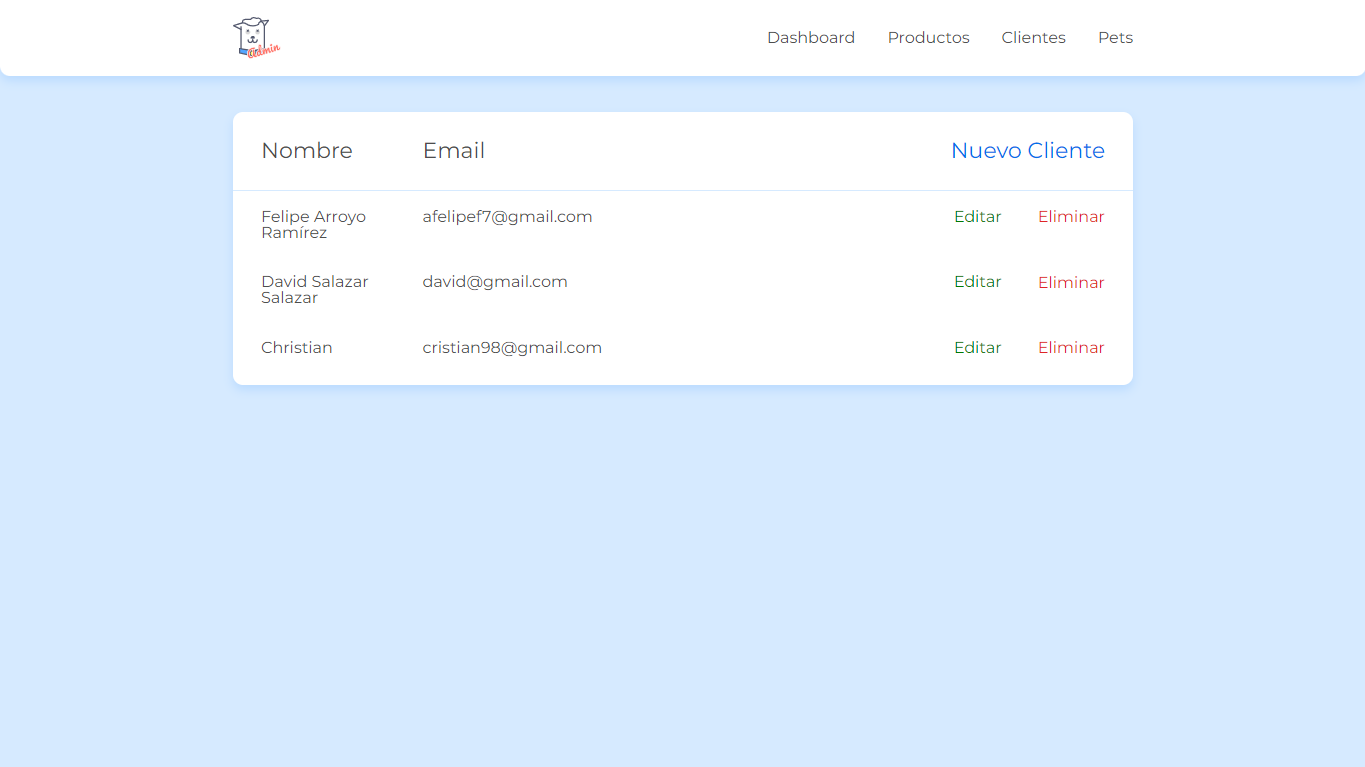 @dmin
Dashboard Productos Clientes Pets
Nombre Email Nuevo Cliente
Felipe Arroyo Ramírez afelipef7@gmail.com Editar Eliminar
David Salazar Salazar david@gmail.com Editar Eliminar
Christian cristian98@gmail.com Editar Eliminar